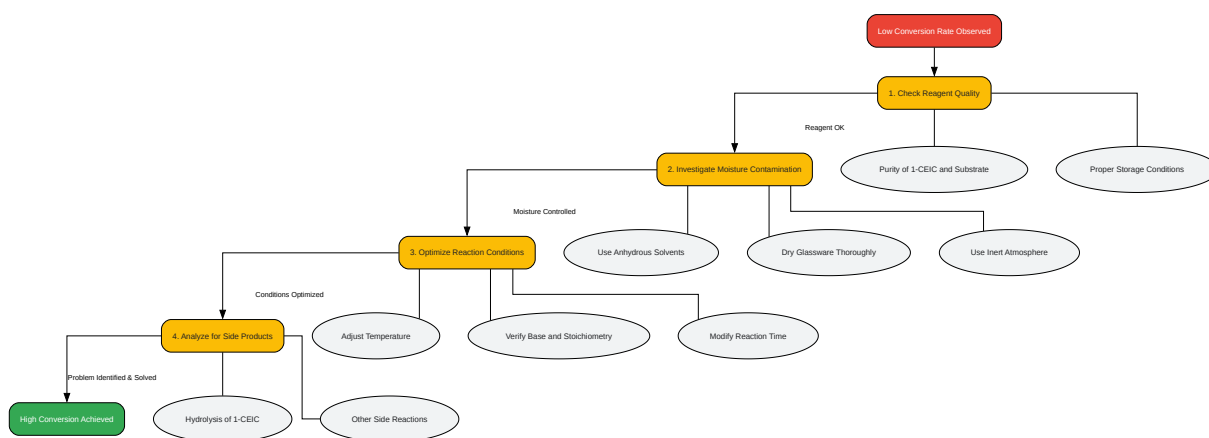 Low Conversion Rate Observed
1. Check Reagent Quality
Reagent OK
2. Investigate Moisture Contamination
Purity of 1-CEIC and Substrate
Proper Storage Conditions
Moisture Controlled
3. Optimize Reaction Conditions
Use Anhydrous Solvents
Dry Glassware Thoroughly
Use Inert Atmosphere
Conditions Optimized
4. Analyze for Side Products
Adjust Temperature
Verify Base and Stoichiometry
Modify Reaction Time
Problem Identified & Solved
High Conversion Achieved
Hydrolysis of 1-CEIC
Other Side Reactions